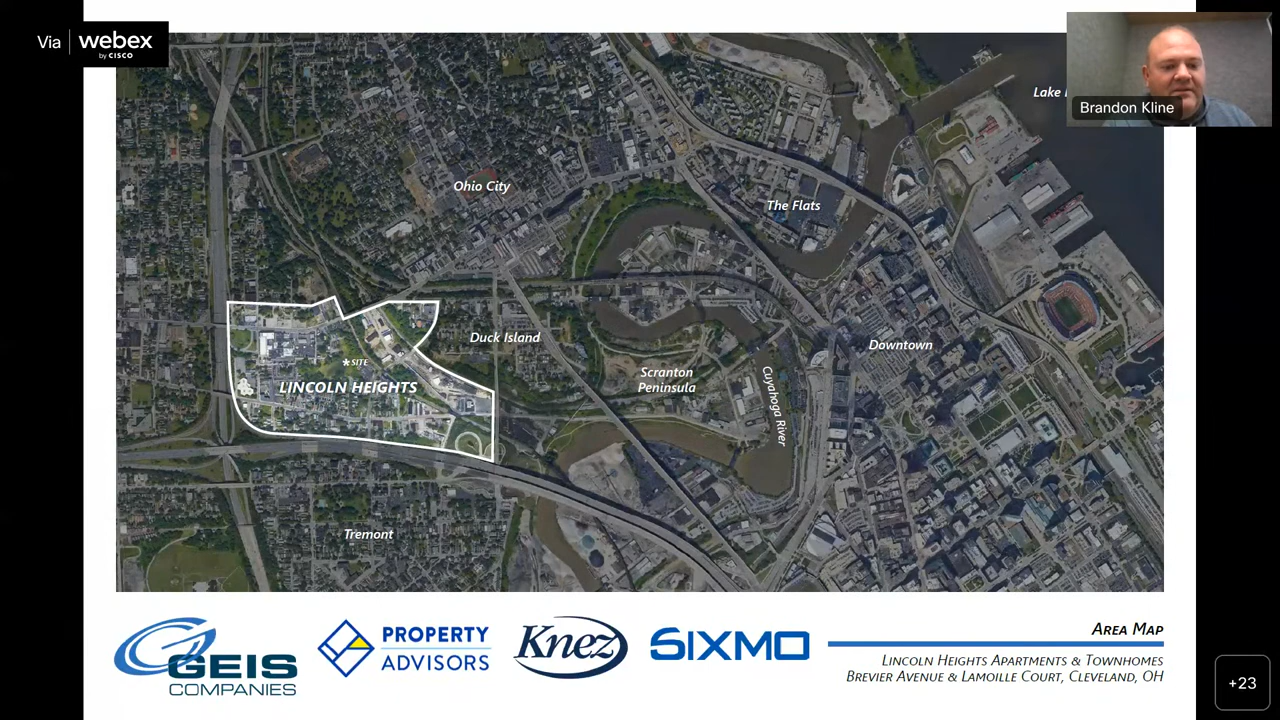 Via webex
by CISCO
Lake
Brandon Kline
Ohio City
The Flats
Duck Island
Downtown
*SITE
Scranton
Peninsula
LINCOLN HEIGHTS
Cuyahoga River
Tremont
GEIS
COMPANIES
PROPERTY
ADVISORS
Knez
SIXMO
AREA MAP
LINCOLN HEIGHTS APARTMENTS & TOWNHOMES
BREVIER AVENUE & LAMOILLE COURT, CLEVELAND, OH
+23